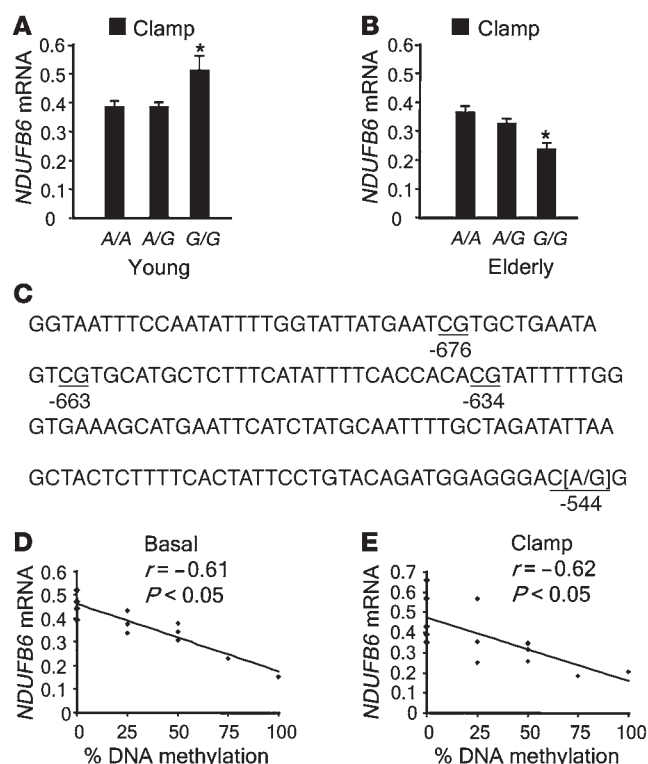 A
Clamp
NDUFB6 mRNA
0.6
0.5
0.4
0.3
0.2
0.1
0
*
A/A A/G G/G
Young
B
Clamp
NDUFB6 mRNA
0.6
0.5
0.4
0.3
0.2
0.1
0
*
A/A A/G G/G
Elderly
C
GGTAATTTCCAATATTTTGGTATTATGAATCGTGCTGAATA
-676
GTCGTGCATGCTCTTTCATATTTTCACCACACGTATTTTTGG
-663 -634
GTGAAAGCATGAATTCATCTATGCAATTTTGCTAGATATTAA
GCTACTCTTTTCACTATTCCTGTACAGATGGAGGGAC[A/G]G
-544
D
Basal
r = –0.61
P < 0.05
NDUFB6 mRNA
0.6
0.5
0.4
0.3
0.2
0.1
0
0 25 50 75 100
% DNA methylation
E
Clamp
r = –0.62
P < 0.05
NDUFB6 mRNA
0.7
0.6
0.5
0.4
0.3
0.2
0.1
0
0 25 50 75 100
% DNA methylation